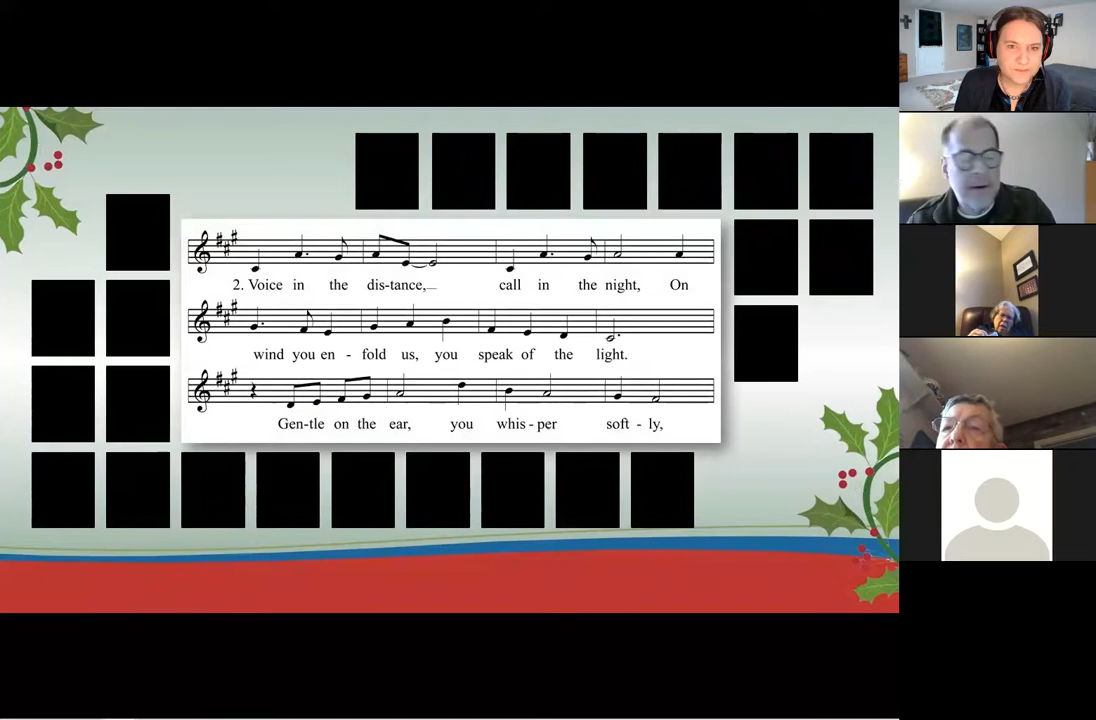 2. Voice in the dis-tance, call in the night, On
wind you en - fold us, you speak of the light.
Gen-tle on the ear, you whis - per soft - ly,